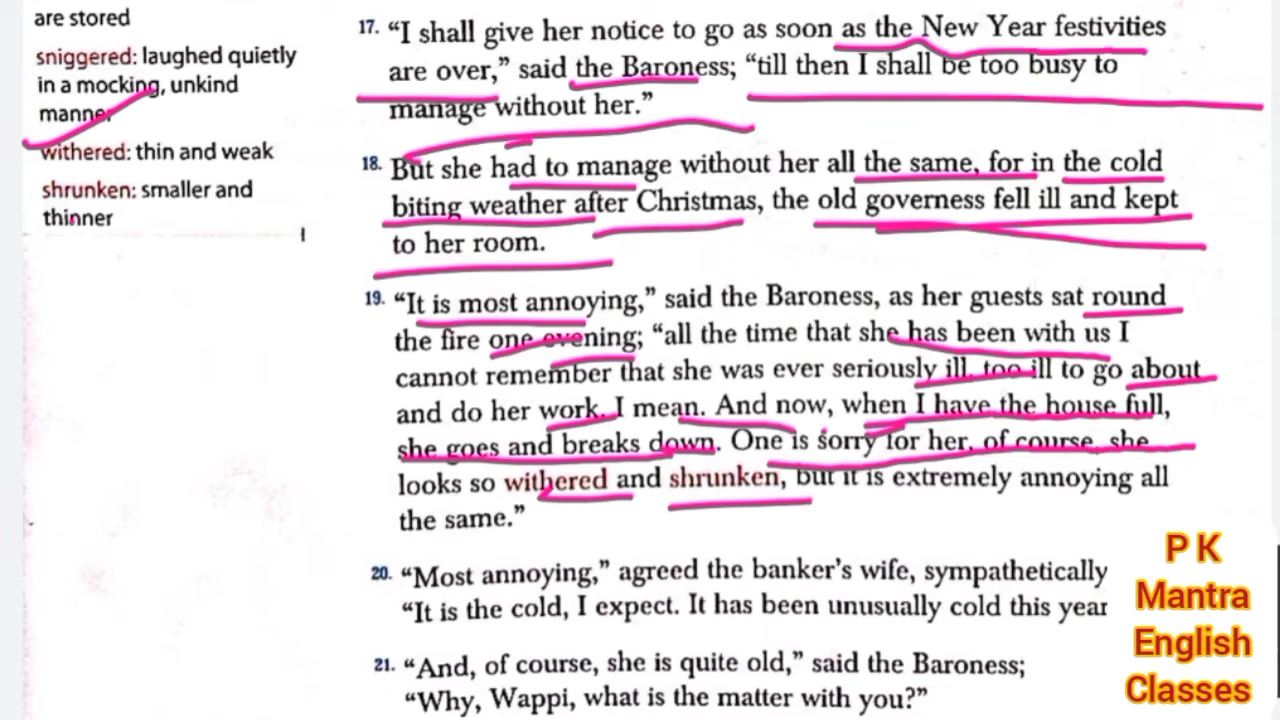 are stored
sniggered: laughed quietly
in a mocking, unkind
manner
withered: thin and weak
shrunken: smaller and
thinner
17. “I shall give her notice to go as soon as the New Year festivities
are over,” said the Baroness; “till then I shall be too busy to
manage without her.”
18. But she had to manage without her all the same, for in the cold
biting weather after Christmas, the old governess fell ill and kept
to her room.
19. “It is most annoying,” said the Baroness, as her guests sat round
the fire one evening; “all the time that she has been with us I
cannot remember that she was ever seriously ill, too ill to go about
and do her work, I mean. And now, when I have the house full,
she goes and breaks down. One is sorry for her, of course, she
looks so withered and shrunken, but it is extremely annoying all
the same.”
20. “Most annoying,” agreed the banker’s wife, sympathetically
“It is the cold, I expect. It has been unusually cold this year
21. “And, of course, she is quite old,” said the Baroness;
“Why, Wappi, what is the matter with you?”
P K
Mantra
English
Classes